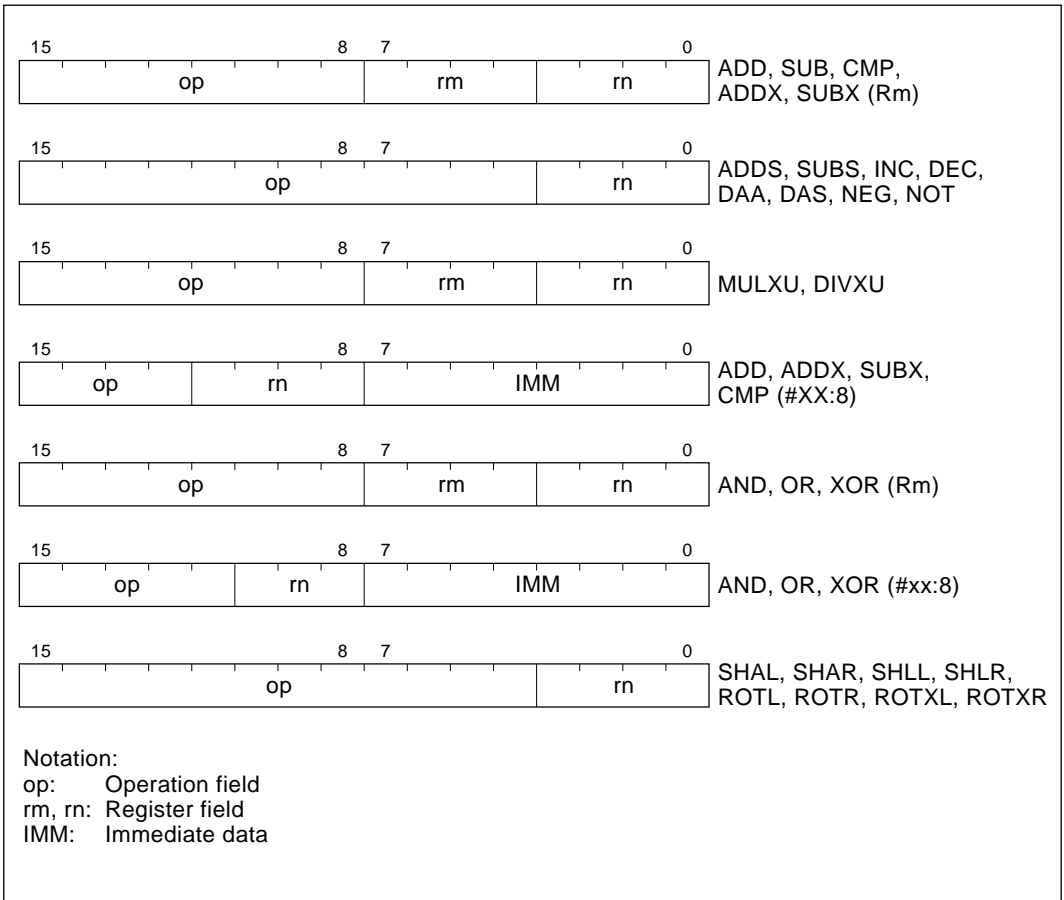 15 8 7 0
op rm rn
ADD, SUB, CMP,
ADDX, SUBX (Rm)
15 8 7 0
op rn
ADDS, SUBS, INC, DEC,
DAA, DAS, NEG, NOT
15 8 7 0
op rm rn
MULXU, DIVXU
15 8 7 0
op rn IMM
ADD, ADDX, SUBX,
CMP (#XX:8)
15 8 7 0
op rm rn
AND, OR, XOR (Rm)
15 8 7 0
op rn IMM
AND, OR, XOR (#xx:8)
15 8 7 0
op rn
SHAL, SHAR, SHLL, SHLR,
ROTL, ROTR, ROTXL, ROTXR
Notation:
op: Operation field
rm, rn: Register field
IMM: Immediate data